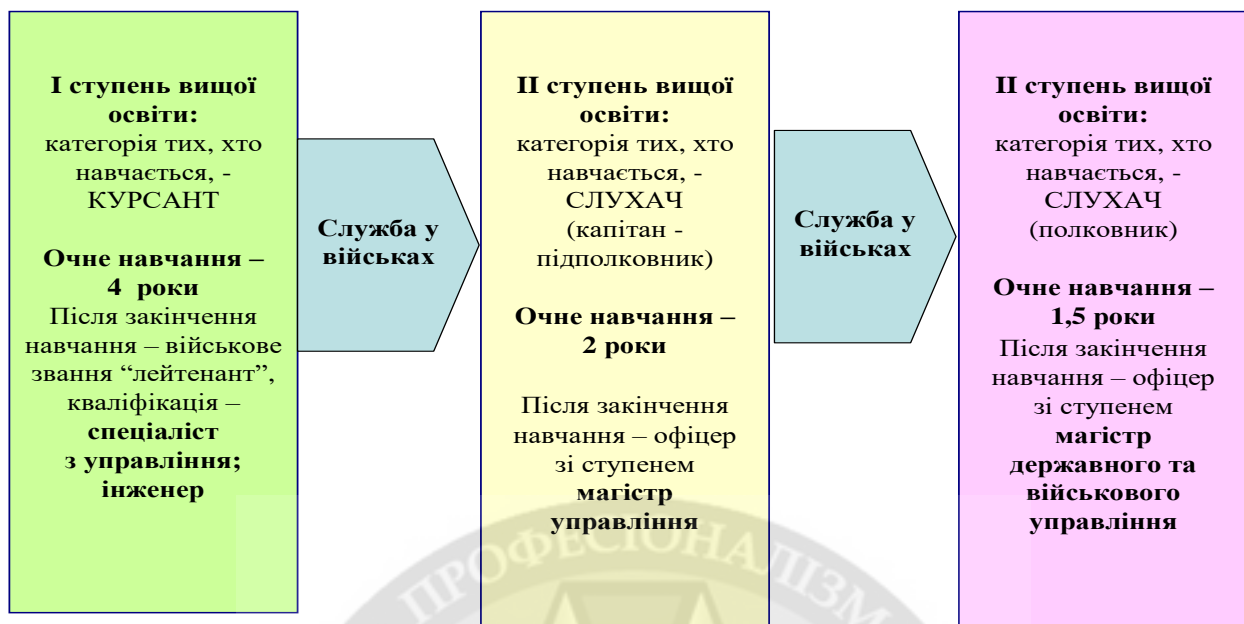 I ступень вищої
освіти:
категорія тих, хто
навчається, -
КУРСАНТ
Очне навчання –
4 роки
Після закінчення
навчання – військове
звання “лейтенант”,
кваліфікація –
спеціаліст
з управління;
інженер
Служба у
військах
II ступень вищої
освіти:
категорія тих, хто
навчається, -
СЛУХАЧ
(капітан -
підполковник)
Очне навчання –
2 роки
Після закінчення
навчання – офіцер
зі ступенем
магістр
управління
Служба у
військах
II ступень вищої
освіти:
категорія тих, хто
навчається, -
СЛУХАЧ
(полковник)
Очне навчання –
1,5 роки
Після закінчення
навчання – офіцер
зі ступенем
магістр
державного та
військового
управління
ПРОФЕСІОНАЛІЗМ